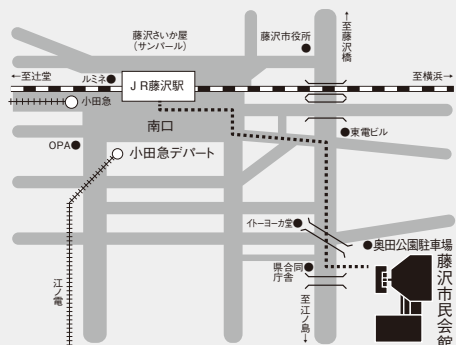 藤沢さいか屋
(サンパール)
藤沢市役所
←至藤沢橋
←至辻堂
ルミネ
JR藤沢駅
至横浜→
小田急
南口
東電ビル
OPA
小田急デパート
イトーヨーカ堂
奥田公園駐車場
県合同
庁舎
藤沢市民会館
江ノ電
至江ノ島→